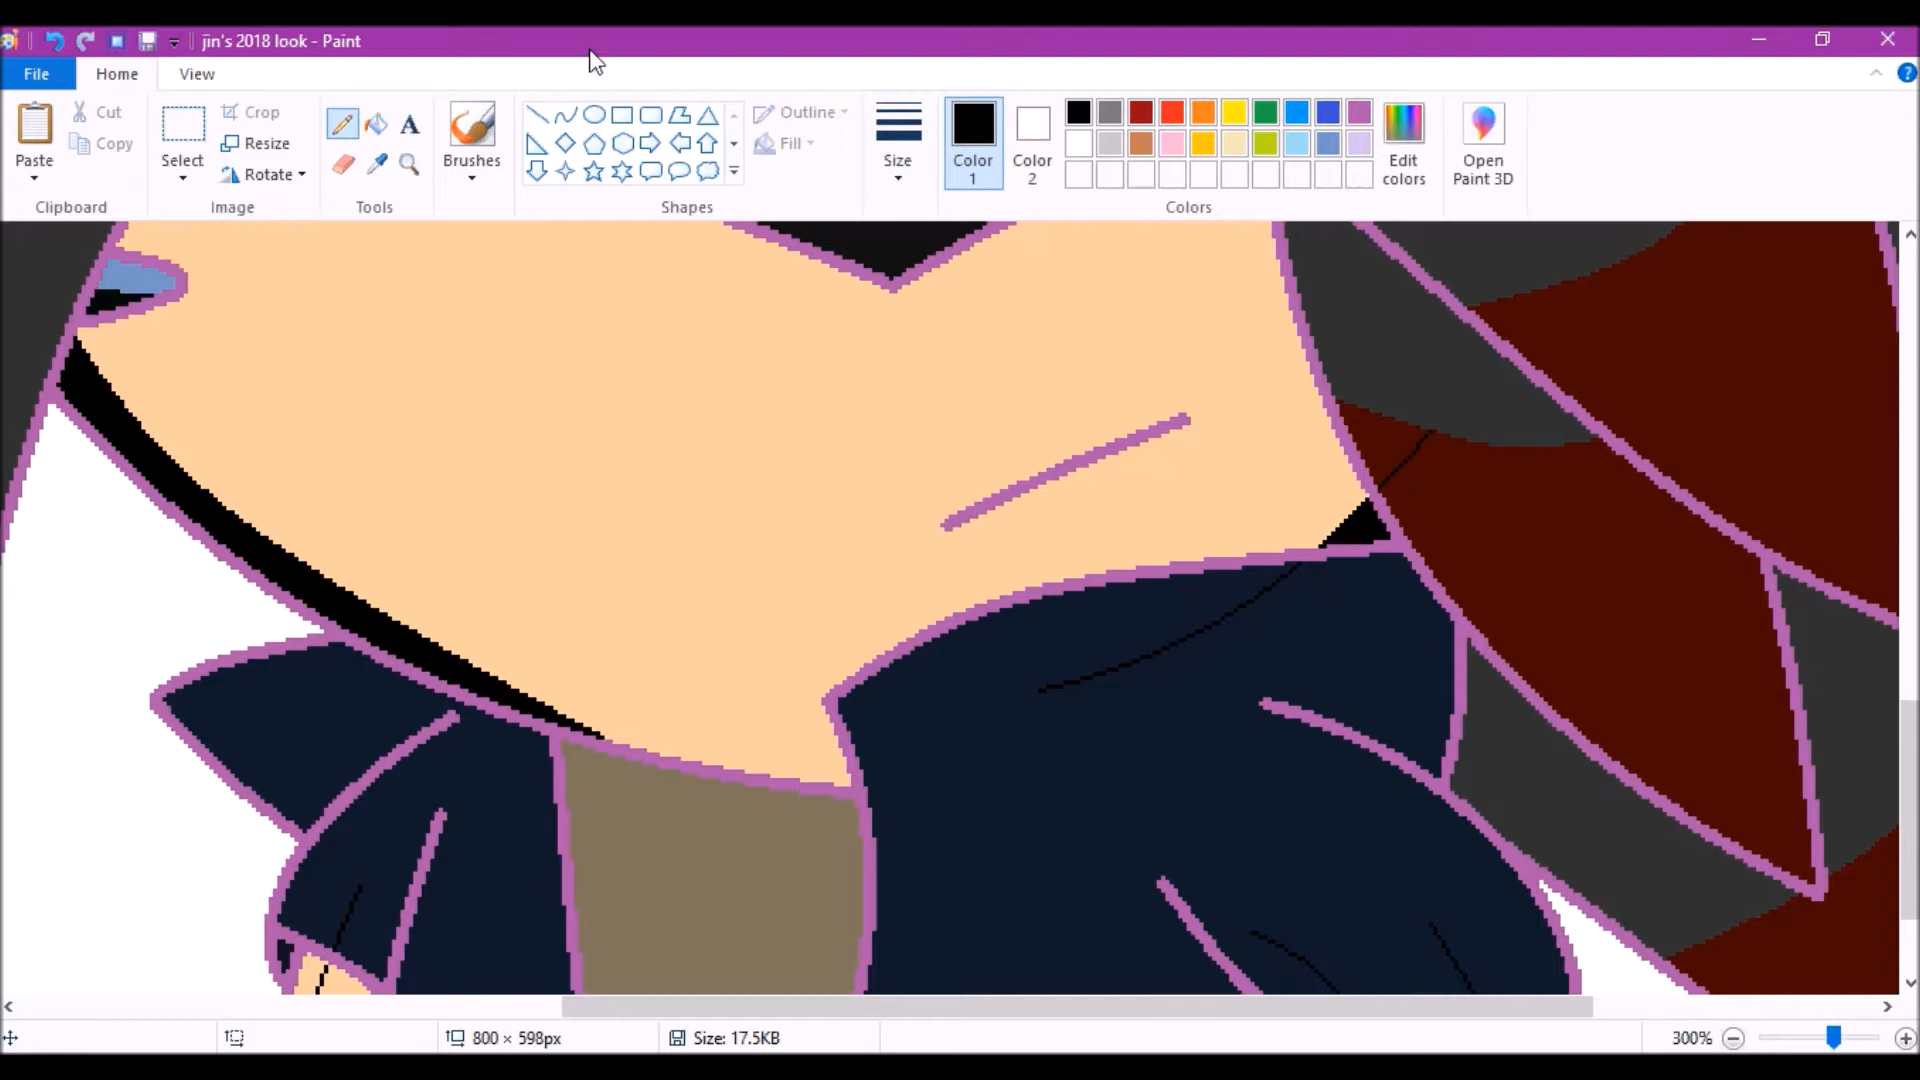 jin's 2018 look - Paint
File Home View
Paste
Cut
Copy
Clipboard
Select
Crop
Resize
Rotate
Image
A
Tools
Brushes
Shapes
Outline
Fill
Size
Color
1
Color
2
Edit
colors
Colors
Open
Paint 3D
?
800 × 598px
Size: 17.5KB
300%